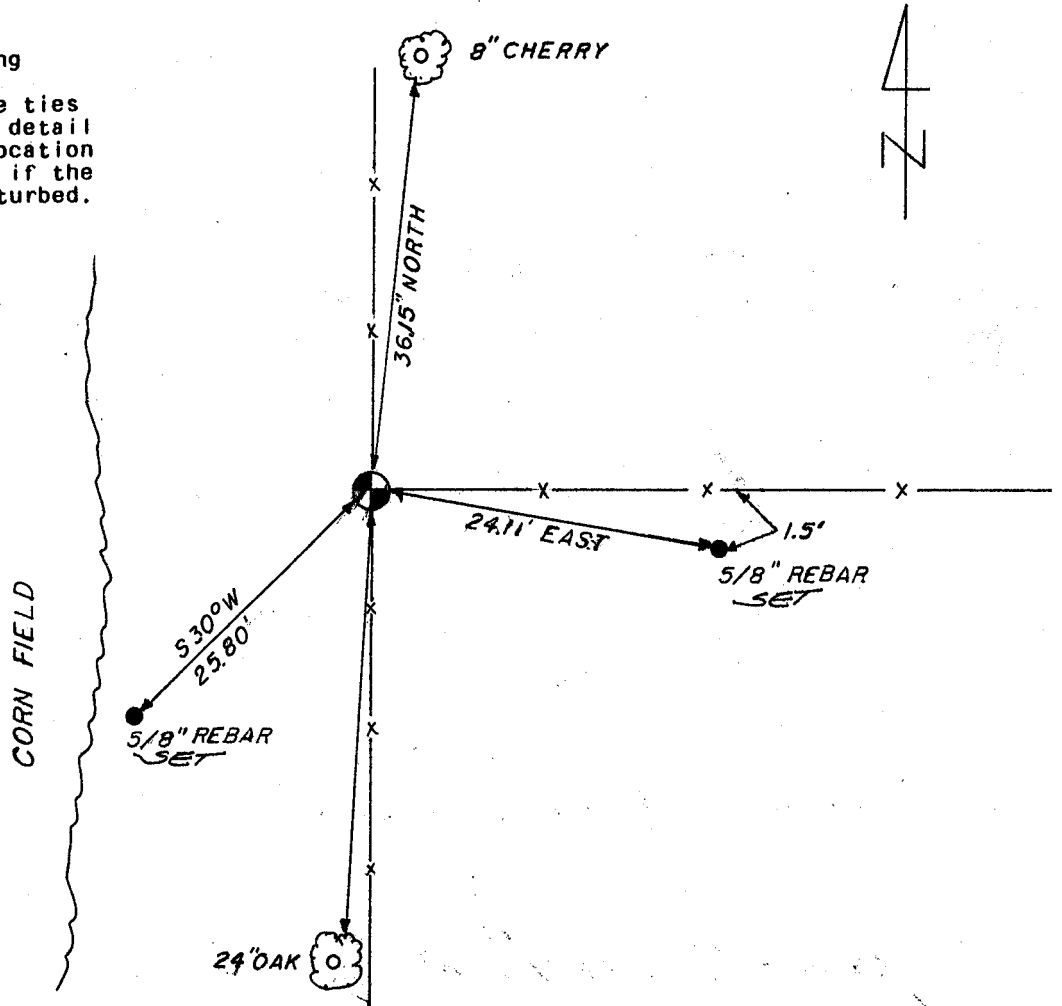 ng
e ties
detail
ocation
if the
turbed.
8" CHERRY
N
36.15" NORTH
24.11' EAST
1.5'
5/8" REBAR
SET
S 30° W
25.80'
5/8" REBAR
SET
CORN FIELD
24" OAK